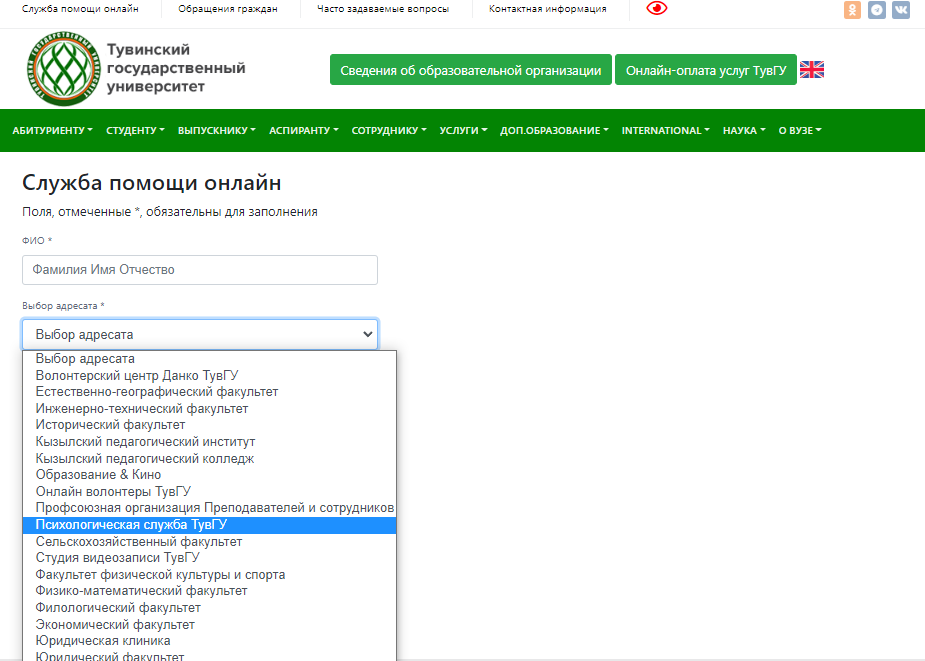 Служба помощи онлайн
Обращения граждан
Часто задаваемые вопросы
Контактная информация
Тувинский
государственный
университет
Сведения об образовательной организации
Онлайн-оплата услуг ТувГУ
АБИТУРИЕНТУ
СТУДЕНТУ
ВЫПУСКНИКУ
АСПИРАНТУ
СОТРУДНИКУ
УСЛУГИ
ДОП.ОБРАЗОВАНИЕ
INTERNATIONAL
НАУКА
О ВУЗЕ
Служба помощи онлайн
Поля, отмеченные *, обязательны для заполнения
ФИО *
Фамилия Имя Отчество
Выбор адресата *
Выбор адресата
Выбор адресата
Волонтерский центр Данко ТувГУ
Естественно-географический факультет
Инженерно-технический факультет
Исторический факультет
Кызылский педагогический институт
Кызылский педагогический колледж
Образование & Кино
Онлайн волонтеры ТувГУ
Профсоюзная организация Преподавателей и сотрудников
Психологическая служба ТувГУ
Сельскохозяйственный факультет
Студия видеозаписи ТувГУ
Факультет физической культуры и спорта
Физико-математический факультет
Филологический факультет
Экономический факультет
Юридическая клиника
Юридический факультет